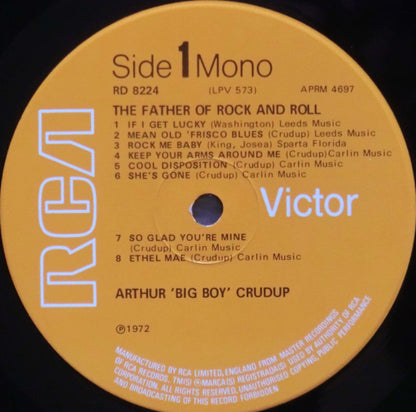 Side 1 Mono
RD 8224 (LPV 573) APRM 4697
THE FATHER OF ROCK AND ROLL
1 IF I GET LUCKY (Washington) Leeds Music
2 MEAN OLD 'FRISCO BLUES (Crudup) Leeds Music
3 ROCK ME BABY (King, Josea) Sparta Florida
4 KEEP YOUR ARMS AROUND ME (Crudup) Carlin Music
5 COOL DISPOSITION (Crudup) Carlin Music
6 SHE'S GONE (Crudup) Carlin Music
RCA
Victor
7 SO GLAD YOU'RE MINE
(Crudup) Carlin Music
8 ETHEL MAE (Crudup) Carlin Music
ARTHUR 'BIG BOY' CRUDUP
Ⓟ1972
MANUFACTURED BY RCA LIMITED, ENGLAND FROM MASTER RECORDINGS
OF RCA RECORDS. TM(S) ® MARCA(S) REGISTRADA(S) BY AUTHORITY OF RCA
ALL RIGHTS RESERVED. UNAUTHORISED COPYING, PUBLIC PERFORMANCE,
BROADCASTING OF THIS RECORD FORBIDDEN